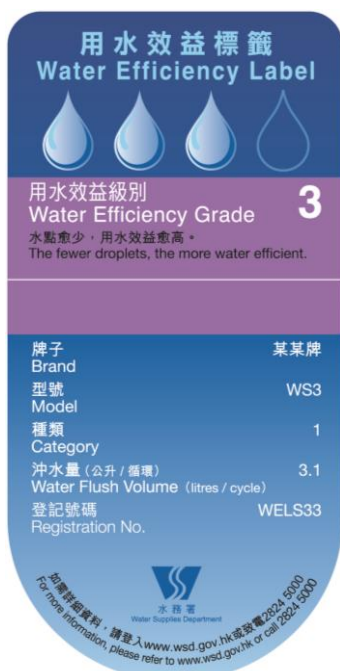 用水效益標籤
Water Efficiency Label
用水效益級別
Water Efficiency Grade
3
水點愈少，用水效益愈高。
The fewer droplets, the more water efficient.
牌子 某某牌
Brand
型號 WS3
Model
種類 1
Category
沖水量（公升 / 循環） 3.1
Water Flush Volume (litres / cycle)
登記號碼 WELS33
Registration No.
水務署
Water Supplies Department
如需詳細資料，請登入www.wsd.gov.hk或致電2824 5000
For more information, please refer to www.wsd.gov.hk or call 2824 5000